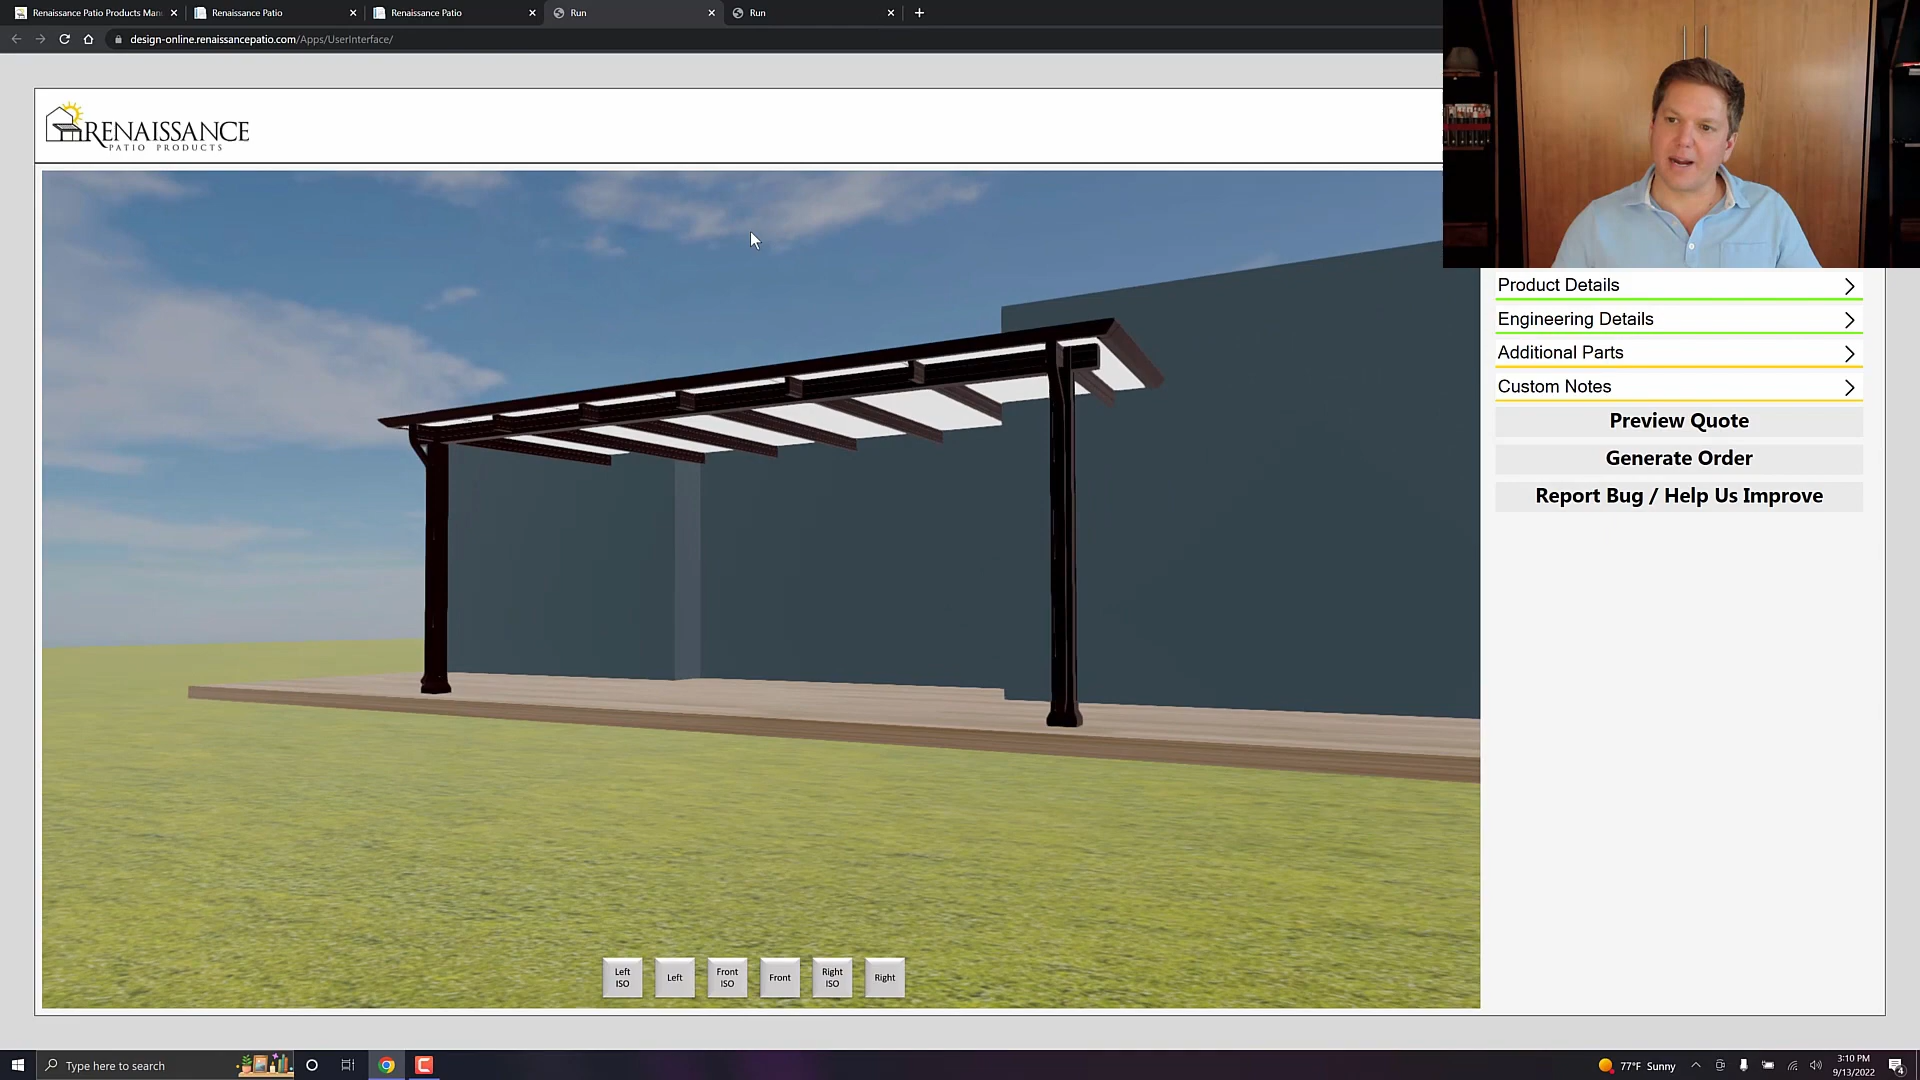 Renaissance Patio Products Man
Renaissance Patio
Renaissance Patio
Run
Run
design-online.renaissancepatio.com/Apps/UserInterface/
RENAISSANCE
PATIO PRODUCTS
Product Details
Engineering Details
Additional Parts
Custom Notes
Preview Quote
Generate Order
Report Bug / Help Us Improve
Left ISO
Left
Front ISO
Front
Right ISO
Right
Type here to search
77°F Sunny
3:10 PM
9/13/2022
4